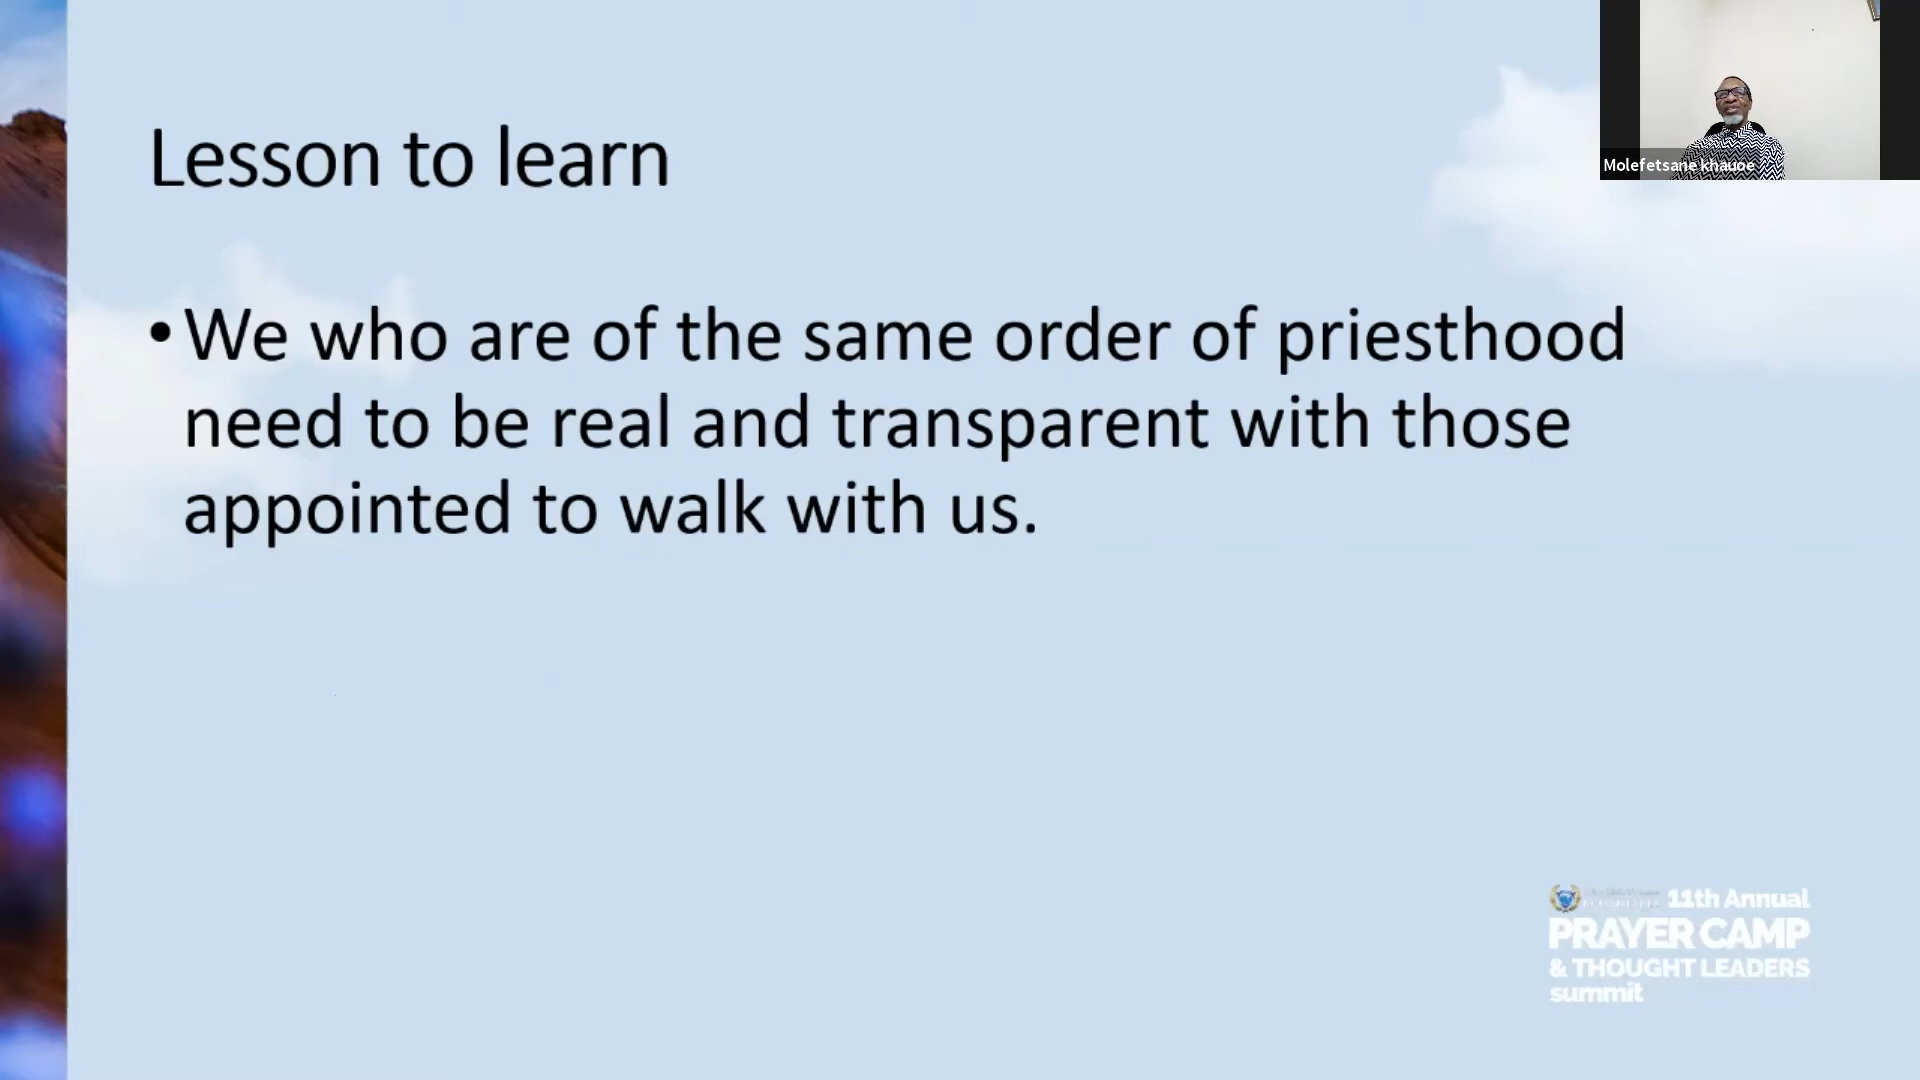 Lesson to learn
Molefetsane khauoe
• We who are of the same order of priesthood
need to be real and transparent with those
appointed to walk with us.
11th Annual
PRAYER CAMP
& THOUGHT LEADERS
summit